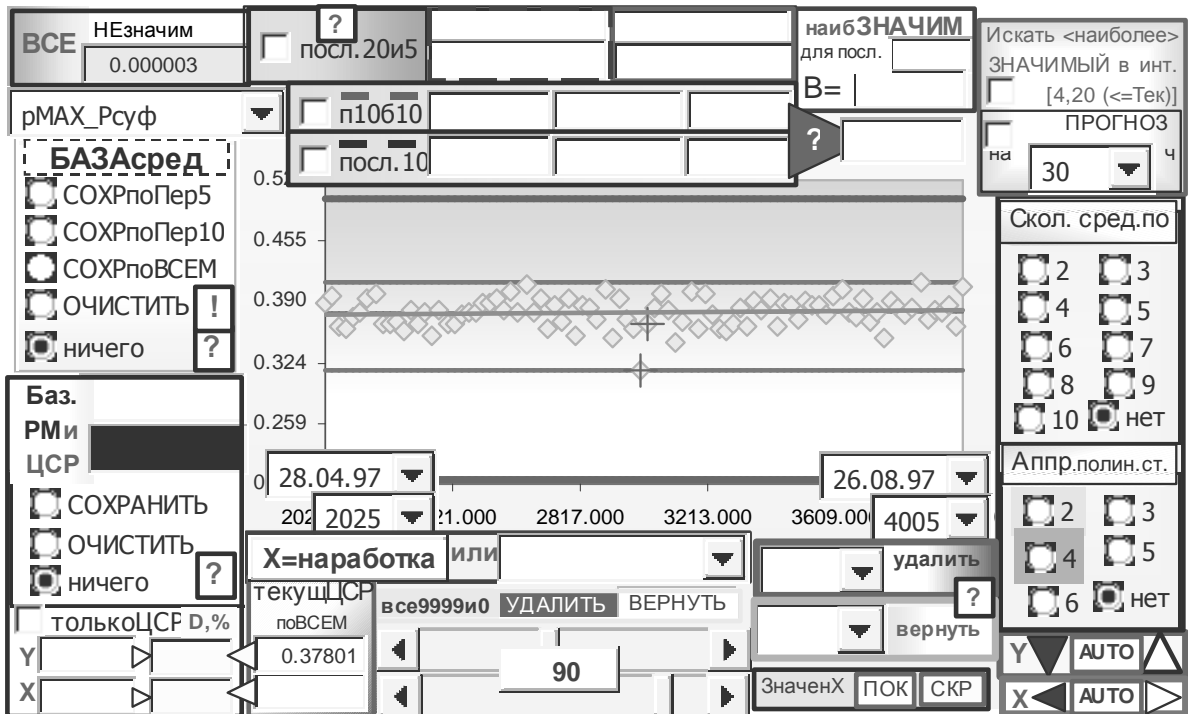 ВСЕ
НЕзначим
0.000003
?
посл.20и5
наибЗНАЧИМ
для посл.
В=
Искать <наиболее>
ЗНАЧИМЫЙ в инт.
[4,20 (<=Тек)]
рМАХ_Рсуф
п10б10
посл.10
?
ПРОГНОЗ
на
30
ч
БАЗАсред
СОХРпоПер5
СОХРпоПер10
СОХРпоВСЕМ
ОЧИСТИТЬ
!
ничего
?
0.455
0.390
0.324
0.259
Скол. сред.по
2
3
4
5
6
7
8
9
10
нет
Баз.
РМи
ЦСР
СОХРАНИТЬ
ОЧИСТИТЬ
ничего
?
28.04.97
26.08.97
2025
2817.000
3213.000
4005
Аппр.полин.ст.
2
3
4
5
6
нет
Х=наработка
или
удалить
?
вернуть
текущЦСР
поВСЕМ
0.37801
все9999и0
УДАЛИТЬ
ВЕРНУТЬ
90
толькоЦСР
D,%
Y
X
ЗначенХ
ПОК
СКР
Y
AUTO
X
AUTO